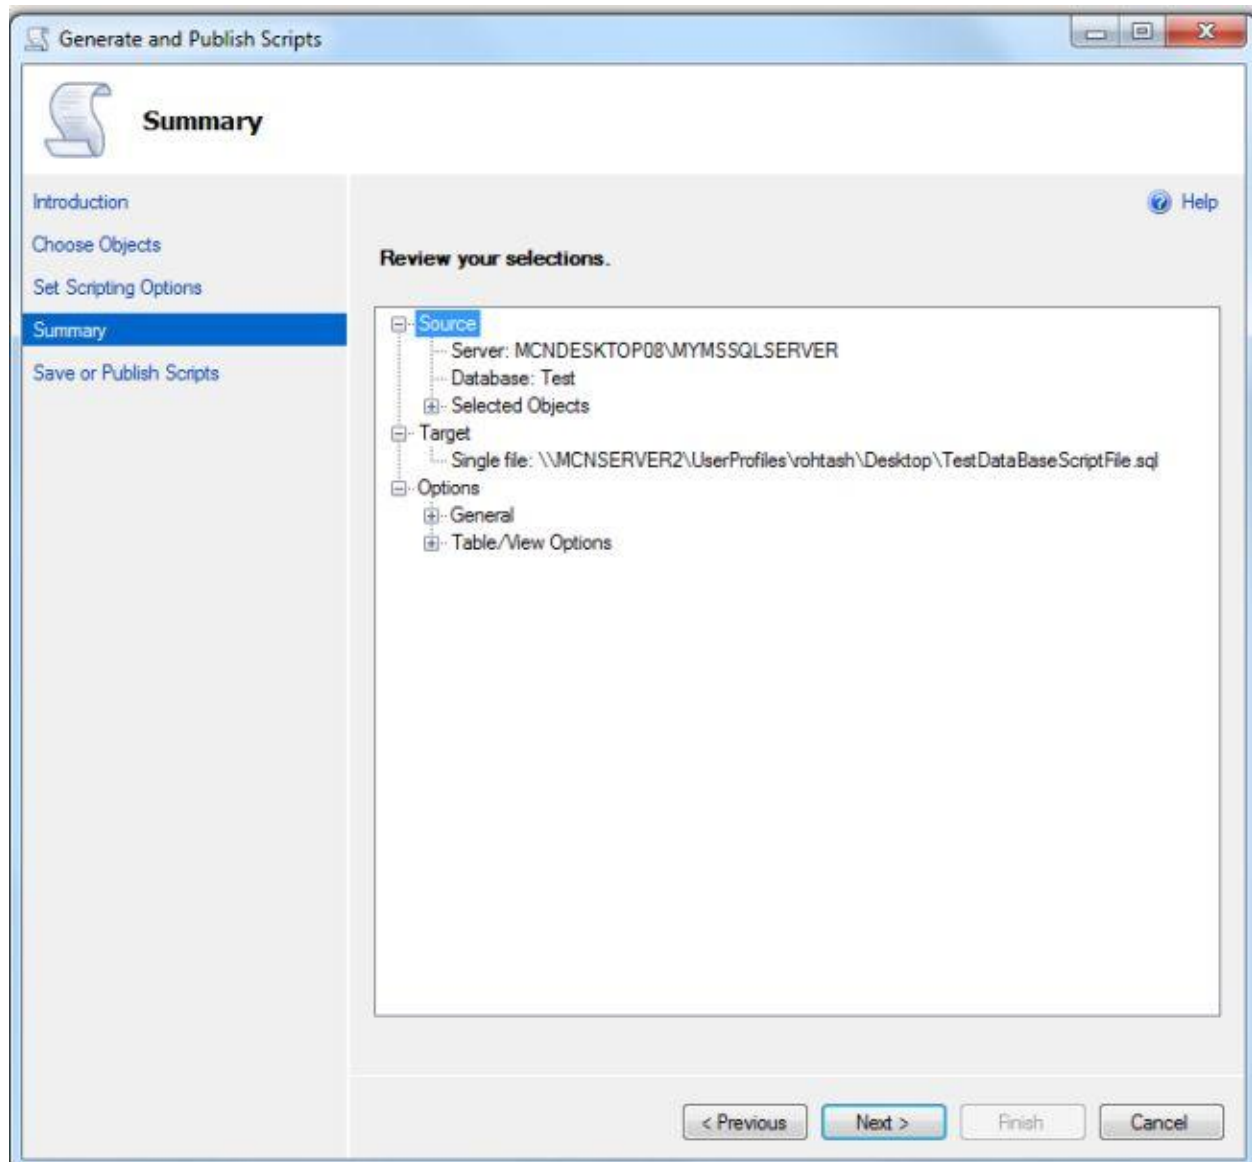 Generate and Publish Scripts
Summary
Introduction
Choose Objects
Set Scripting Options
Summary
Save or Publish Scripts
Help
Review your selections.
Source
Server: MCNDESKTOP08\MYMSSQLSERVER
Database: Test
Selected Objects
Target
Single file: \\MCNSERVER2\UserProfiles\rohtash\Desktop\TestDataBaseScriptFile.sql
Options
General
Table/View Options
< Previous
Next >
Finish
Cancel